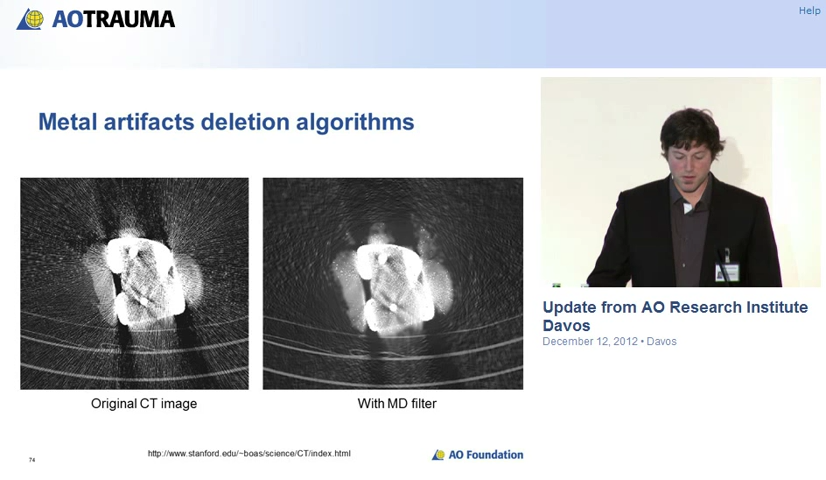 Help
AOTRAUMA
Metal artifacts deletion algorithms
Original CT image
With MD filter
74
http://www.stanford.edu/~boas/science/CT/index.html
AO Foundation
Update from AO Research Institute
Davos
December 12, 2012 • Davos